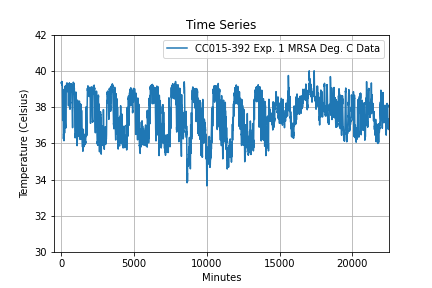 Time Series
CC015-392 Exp. 1 MRSA Deg. C Data
Temperature (Celsius)
42
40
38
36
34
32
30
0 5000 10000 15000 20000
Minutes